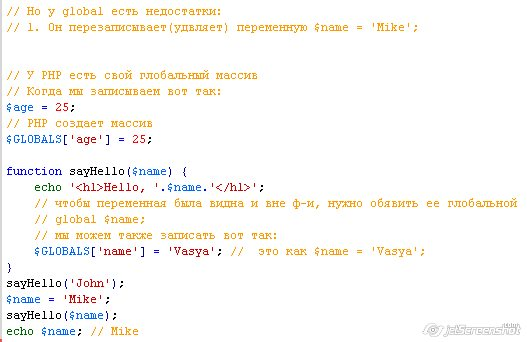 // Но у global есть недостатки:
// 1. Он перезаписывает(удвляет) переменную $name = 'Mike';
// У PHP есть свой глобальный массив
// Когда мы записываем вот так:
$age = 25;
// PHP создает массив
$GLOBALS['age'] = 25;
function sayHello($name) {
echo '<hl>Hello, '.$name.'</hl>';
// чтобы переменная была видна и вне ф-и, нужно обявить ее глобальной
// global $name;
// мы можем также записать вот так:
$GLOBALS['name'] = 'Vasya'; // это как $name = 'Vasya';
}
sayHello('John');
$name = 'Mike';
sayHello($name);
echo $name; // Mike
jetScreenshot